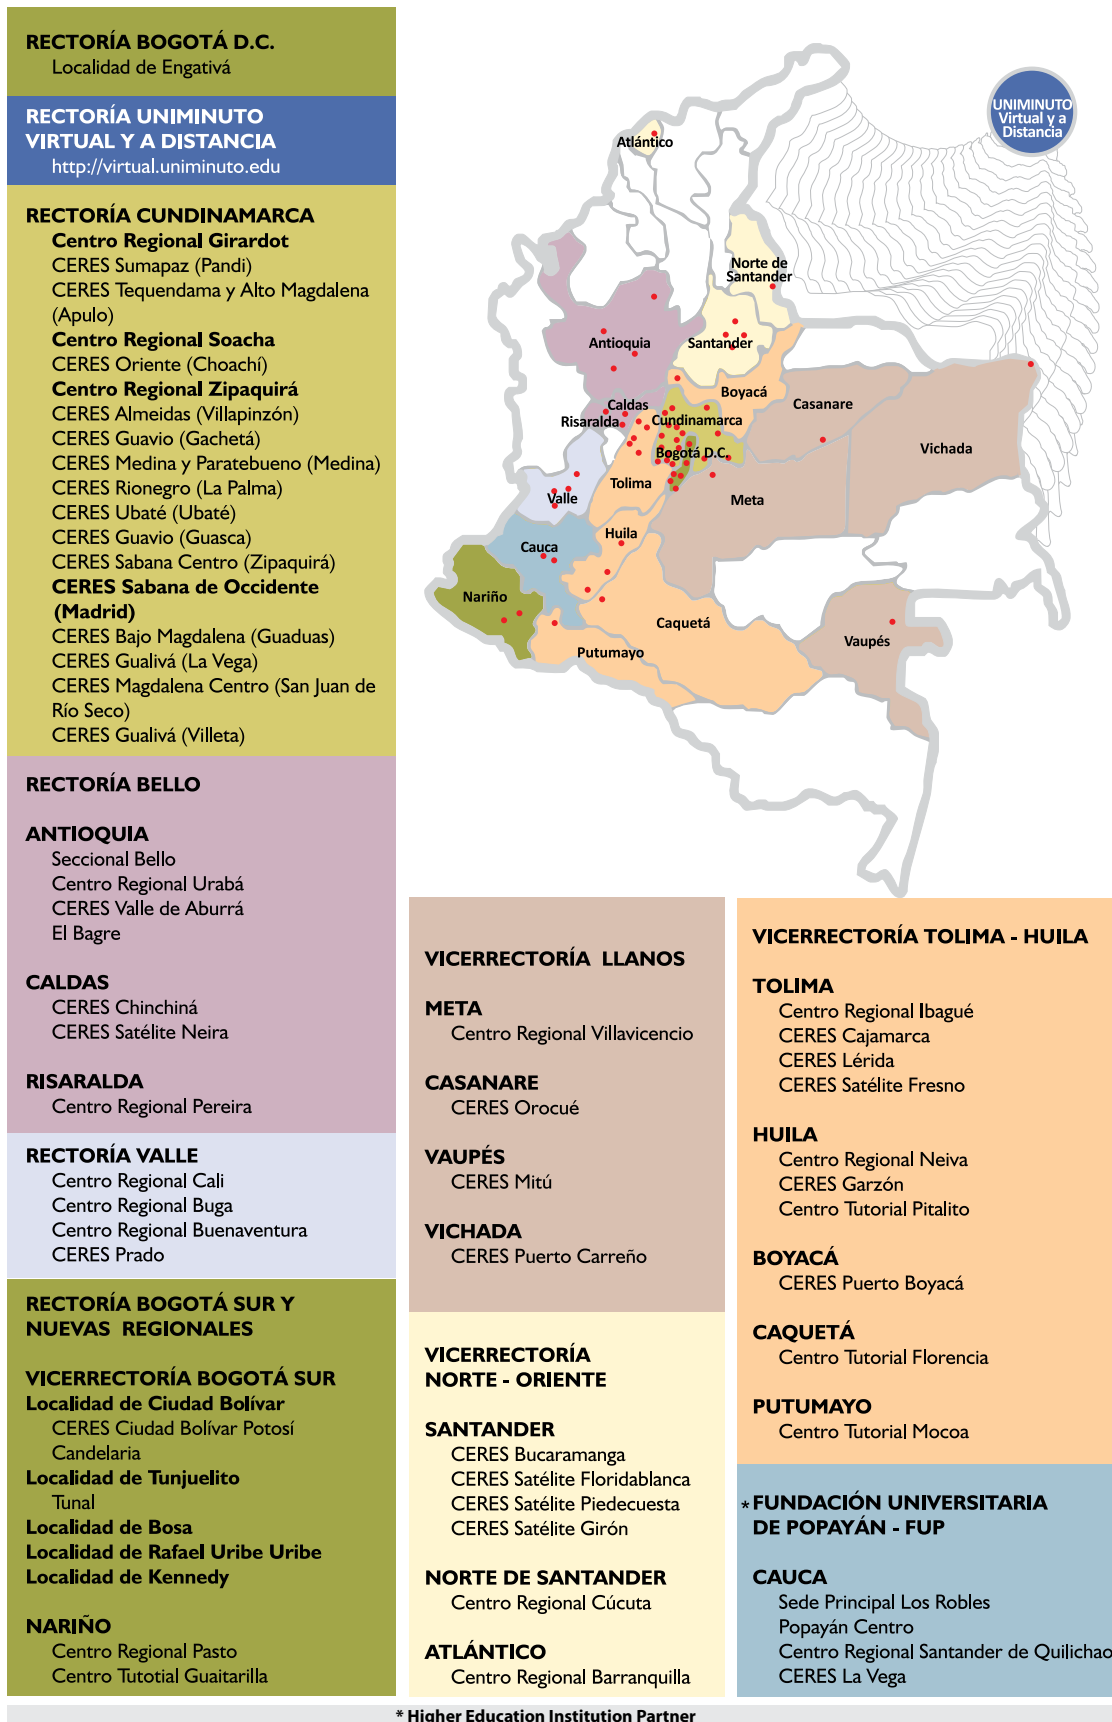 RECTORÍA BOGOTÁ D.C.
Localidad de Engativá
RECTORÍA UNIMINUTO
VIRTUAL Y A DISTANCIA
http://virtual.uniminuto.edu
RECTORÍA CUNDINAMARCA
Centro Regional Girardot
CERES Sumapaz (Pandi)
CERES Tequendama y Alto Magdalena
(Apulo)
Centro Regional Soacha
CERES Oriente (Choachí)
Centro Regional Zipaquirá
CERES Almeidas (Villapinzón)
CERES Guavio (Gachetá)
CERES Medina y Paratebueno (Medina)
CERES Rionegro (La Palma)
CERES Ubaté (Ubaté)
CERES Guavio (Guasca)
CERES Sabana Centro (Zipaquirá)
CERES Sabana de Occidente
(Madrid)
CERES Bajo Magdalena (Guaduas)
CERES Gualivá (La Vega)
CERES Magdalena Centro (San Juan de
Río Seco)
CERES Gualivá (Villeta)
RECTORÍA BELLO
ANTIOQUIA
Seccional Bello
Centro Regional Urabá
CERES Valle de Aburrá
El Bagre
CALDAS
CERES Chinchiná
CERES Satélite Neira
RISARALDA
Centro Regional Pereira
RECTORÍA VALLE
Centro Regional Cali
Centro Regional Buga
Centro Regional Buenaventura
CERES Prado
RECTORÍA BOGOTÁ SUR Y
NUEVAS REGIONALES
VICERRECTORÍA BOGOTÁ SUR
Localidad de Ciudad Bolívar
CERES Ciudad Bolívar Potosí
Candelaria
Localidad de Tunjuelito
Tunal
Localidad de Bosa
Localidad de Rafael Uribe Uribe
Localidad de Kennedy
NARIÑO
Centro Regional Pasto
Centro Tutotial Guaitarilla
UNIMINUTO
Virtual y a
Distancia
Atlántico
Norte de
Santander
Antioquia
Santander
Boyacá
Caldas
Casanare
Risaralda
Cundinamarca
Vichada
Bogotá D.C.
Tolima
Valle
Meta
Huila
Cauca
Nariño
Caquetá
Vaupés
Putumayo
VICERRECTORÍA LLANOS
META
Centro Regional Villavicencio
CASANARE
CERES Orocué
VAUPÉS
CERES Mitú
VICHADA
CERES Puerto Carreño
VICERRECTORÍA
NORTE - ORIENTE
SANTANDER
CERES Bucaramanga
CERES Satélite Floridablanca
CERES Satélite Piedecuesta
CERES Satélite Girón
NORTE DE SANTANDER
Centro Regional Cúcuta
ATLÁNTICO
Centro Regional Barranquilla
VICERRECTORÍA TOLIMA - HUILA
TOLIMA
Centro Regional Ibagué
CERES Cajamarca
CERES Lérida
CERES Satélite Fresno
HUILA
Centro Regional Neiva
CERES Garzón
Centro Tutorial Pitalito
BOYACÁ
CERES Puerto Boyacá
CAQUETÁ
Centro Tutorial Florencia
PUTUMAYO
Centro Tutorial Mocoa
*FUNDACIÓN UNIVERSITARIA
DE POPAYÁN - FUP
CAUCA
Sede Principal Los Robles
Popayán Centro
Centro Regional Santander de Quilichao
CERES La Vega
* Higher Education Institution Partner